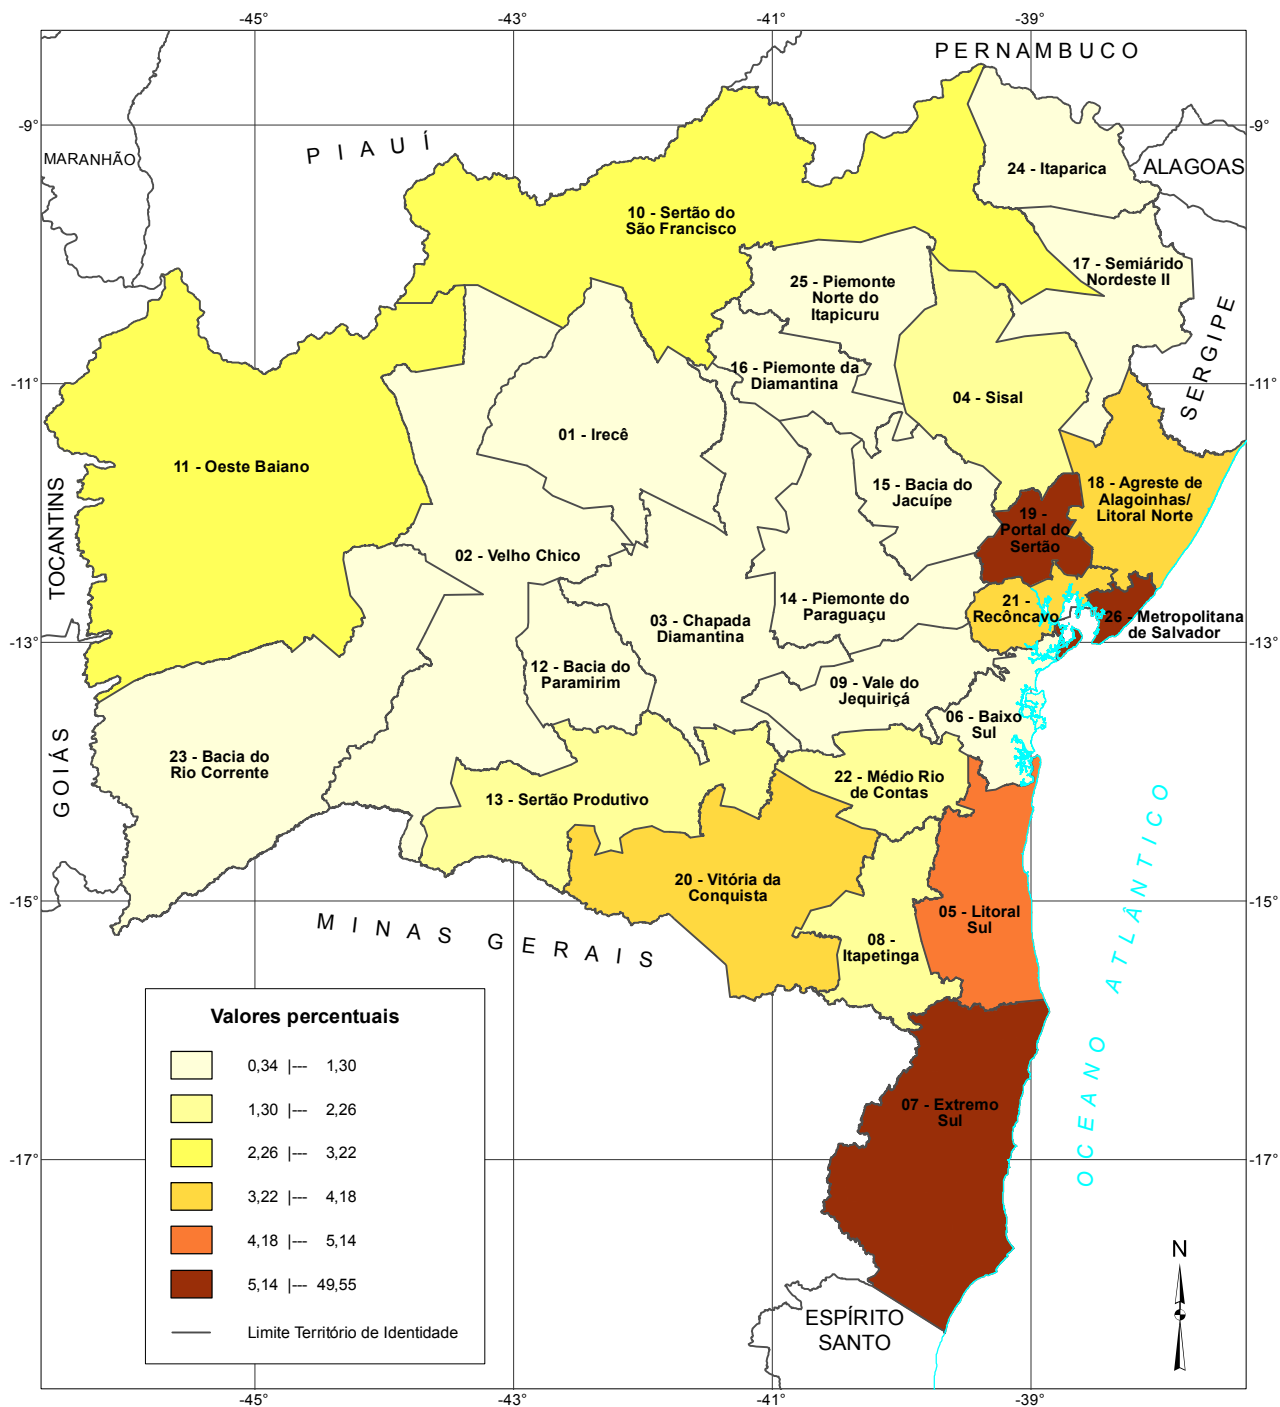 -45°
-43°
-41°
-39°
PERNAMBUCO
-9°
-9°
PIAUÍ
MARANHÃO
ALAGOAS
24 - Itaparica
10 - Sertão do
São Francisco
17 - Semiárido
Nordeste II
25 - Piemonte
Norte do
Itapicuru
SERGIPE
16 - Piemonte da
Diamantina
-11°
-11°
04 - Sisal
01 - Irecê
11 - Oeste Baiano
15 - Bacia do
Jacuípe
18 - Agreste de
Alagoinhas/
Litoral Norte
19 -
Portal do
Sertão
TOCANTINS
02 - Velho Chico
14 - Piemonte do
Paraguaçu
21 -
Recôncavo
03 - Chapada
Diamantina
26 - Metropolitana
de Salvador
-13°
-13°
12 - Bacia do
Paramirim
09 - Vale do
Jequiriçá
06 - Baixo
Sul
GOIÁS
23 - Bacia do
Rio Corrente
22 - Médio Rio
de Contas
13 - Sertão Produtivo
20 - Vitória da
Conquista
-15°
-15°
05 - Litoral
Sul
MINAS GERAIS
08 -
Itapetinga
OCEANO ATLÂNTICO
Valores percentuais
0,34 |--- 1,30
1,30 |--- 2,26
2,26 |--- 3,22
3,22 |--- 4,18
4,18 |--- 5,14
5,14 |--- 49,55
Limite Território de Identidade
07 - Extremo
Sul
-17°
-17°
N
ESPÍRITO
SANTO
-45°
-43°
-41°
-39°